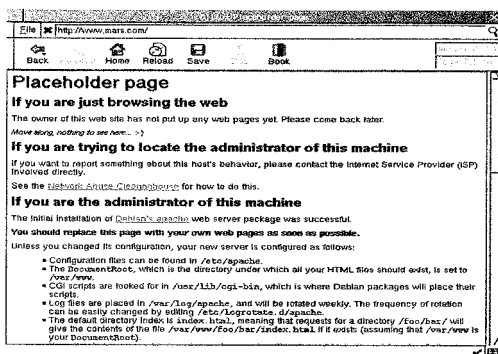 Placeholder page
File http://www.mars.com/
Back Home Reload Save Book
Placeholder page
If you are just browsing the web
The owner of this web site has not put up any web pages yet. Please come back later.
Move along, nothing to see here... :-)
If you are trying to locate the administrator of this machine
If you want to report something about this host's behavior, please contact the Internet Service Provider (ISP)
involved directly.
See the Network Abuse Clearinghouse for how to do this.
If you are the administrator of this machine
The initial installation of Debian's apache web server package was successful.
You should replace this page with your own web pages as soon as possible.
Unless you changed its configuration, your new server is configured as follows:
• Configuration files can be found in /etc/apache.
• The DocumentRoot, which is the directory under which all your HTML files should exist, is set to
/var/www.
• CGI scripts are looked for in /usr/lib/cgi-bin, which is where Debian packages will place their
scripts.
• Log files are placed in /var/log/apache, and will be rotated weekly. The frequency of rotation
can be easily changed by editing /etc/logrotate.d/apache.
• The default directory index is index.html, meaning that requests for a directory /foo/bar/ will
give the contents of the file /var/www/foo/bar/index.html if it exists (assuming that /var/www is
your DocumentRoot).